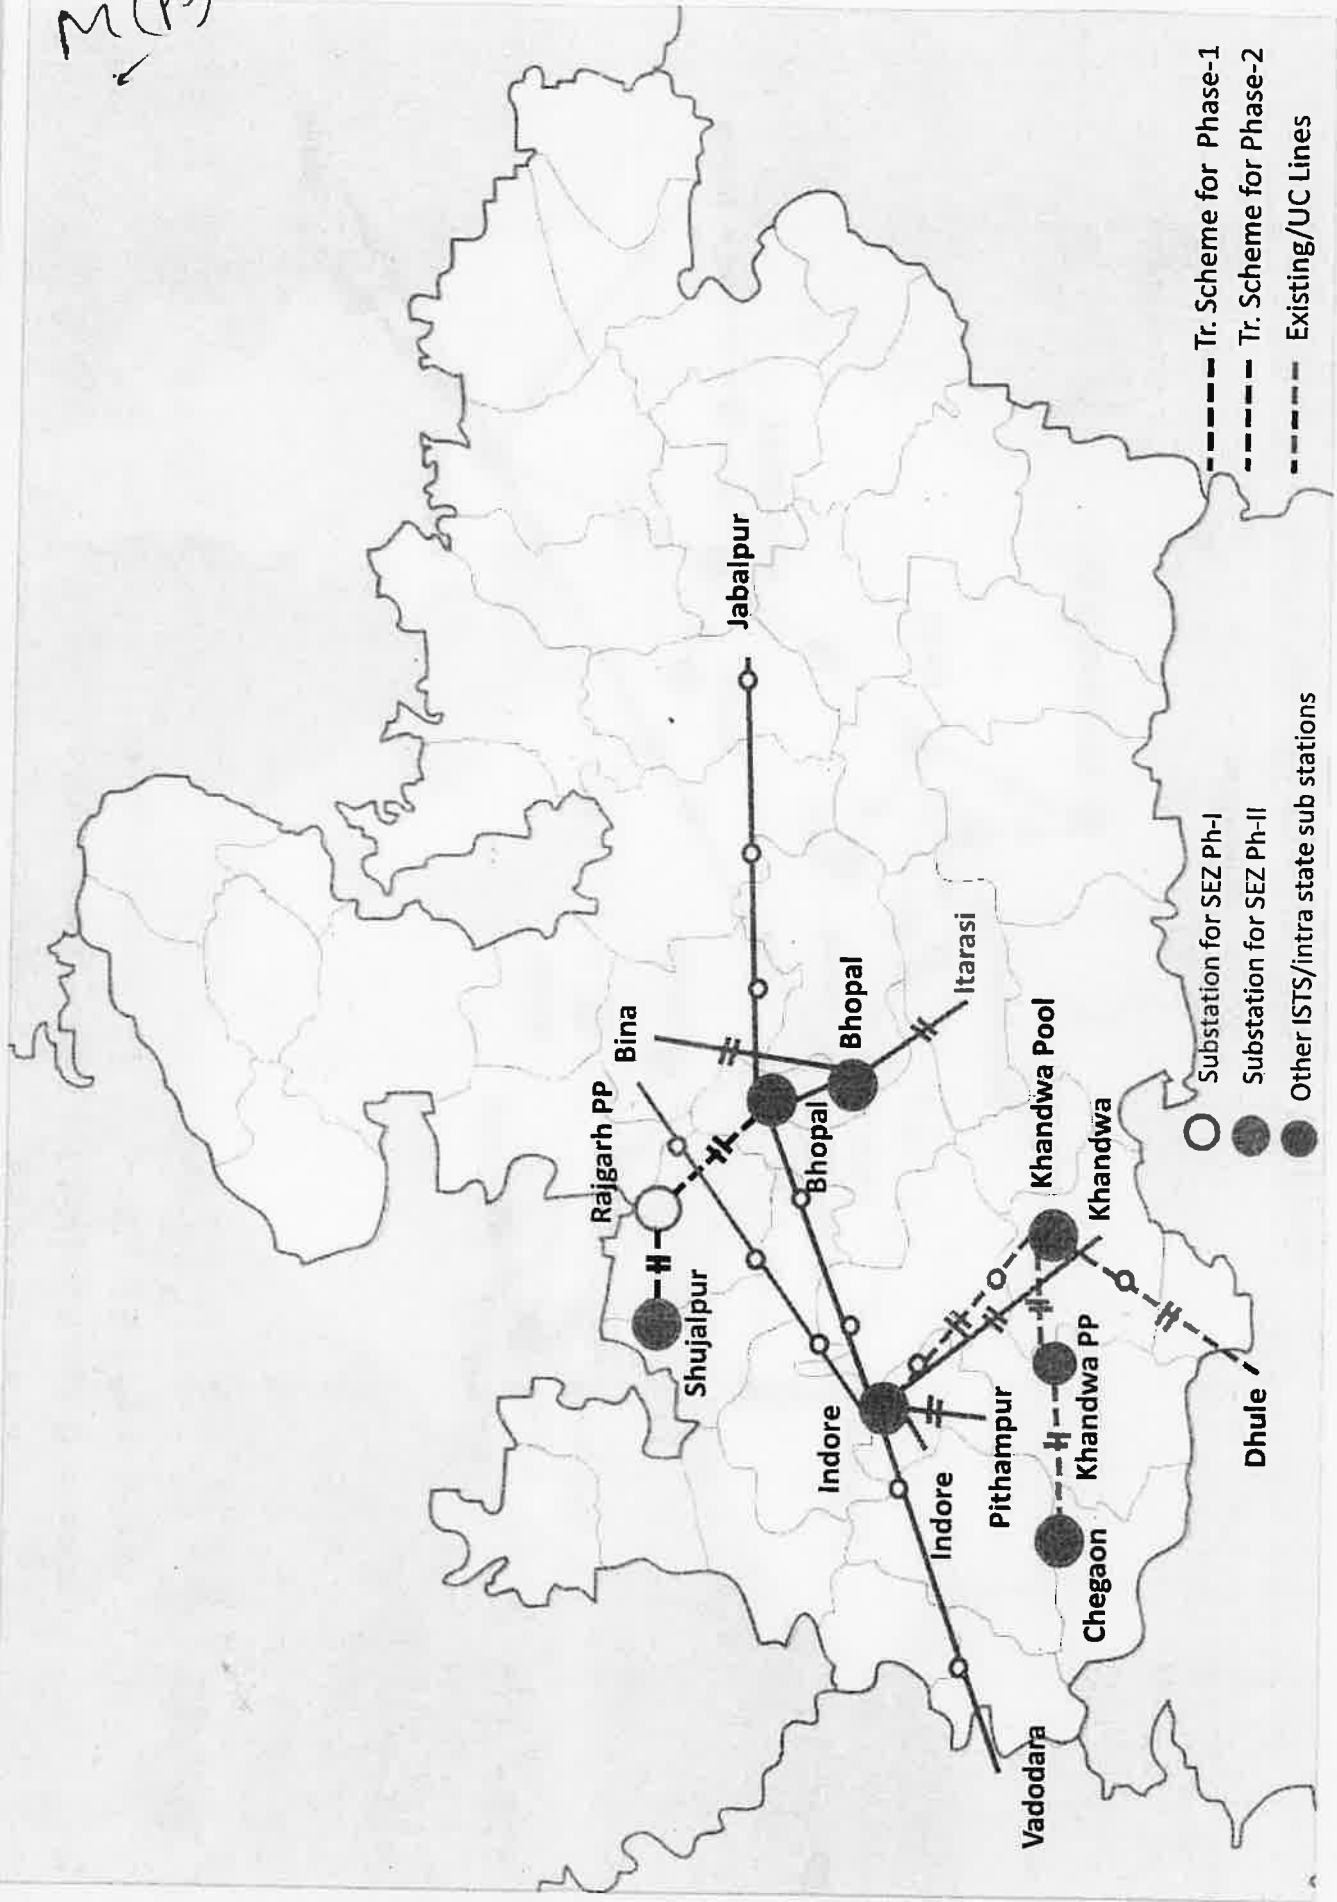 M(P)
Jabalpur
Bina
Rajgarh PP
Bhopal
Bhopal
Itarasi
Shujalpur
Khandwa Pool
Khandwa
Indore
Indore
Pithampur
Khandwa PP
Chegaon
Dhule
Vadodara
Substation for SEZ Ph-I
Substation for SEZ Ph-II
Other ISTS/intra state sub stations
Tr. Scheme for Phase-1
Tr. Scheme for Phase-2
Existing/UC Lines